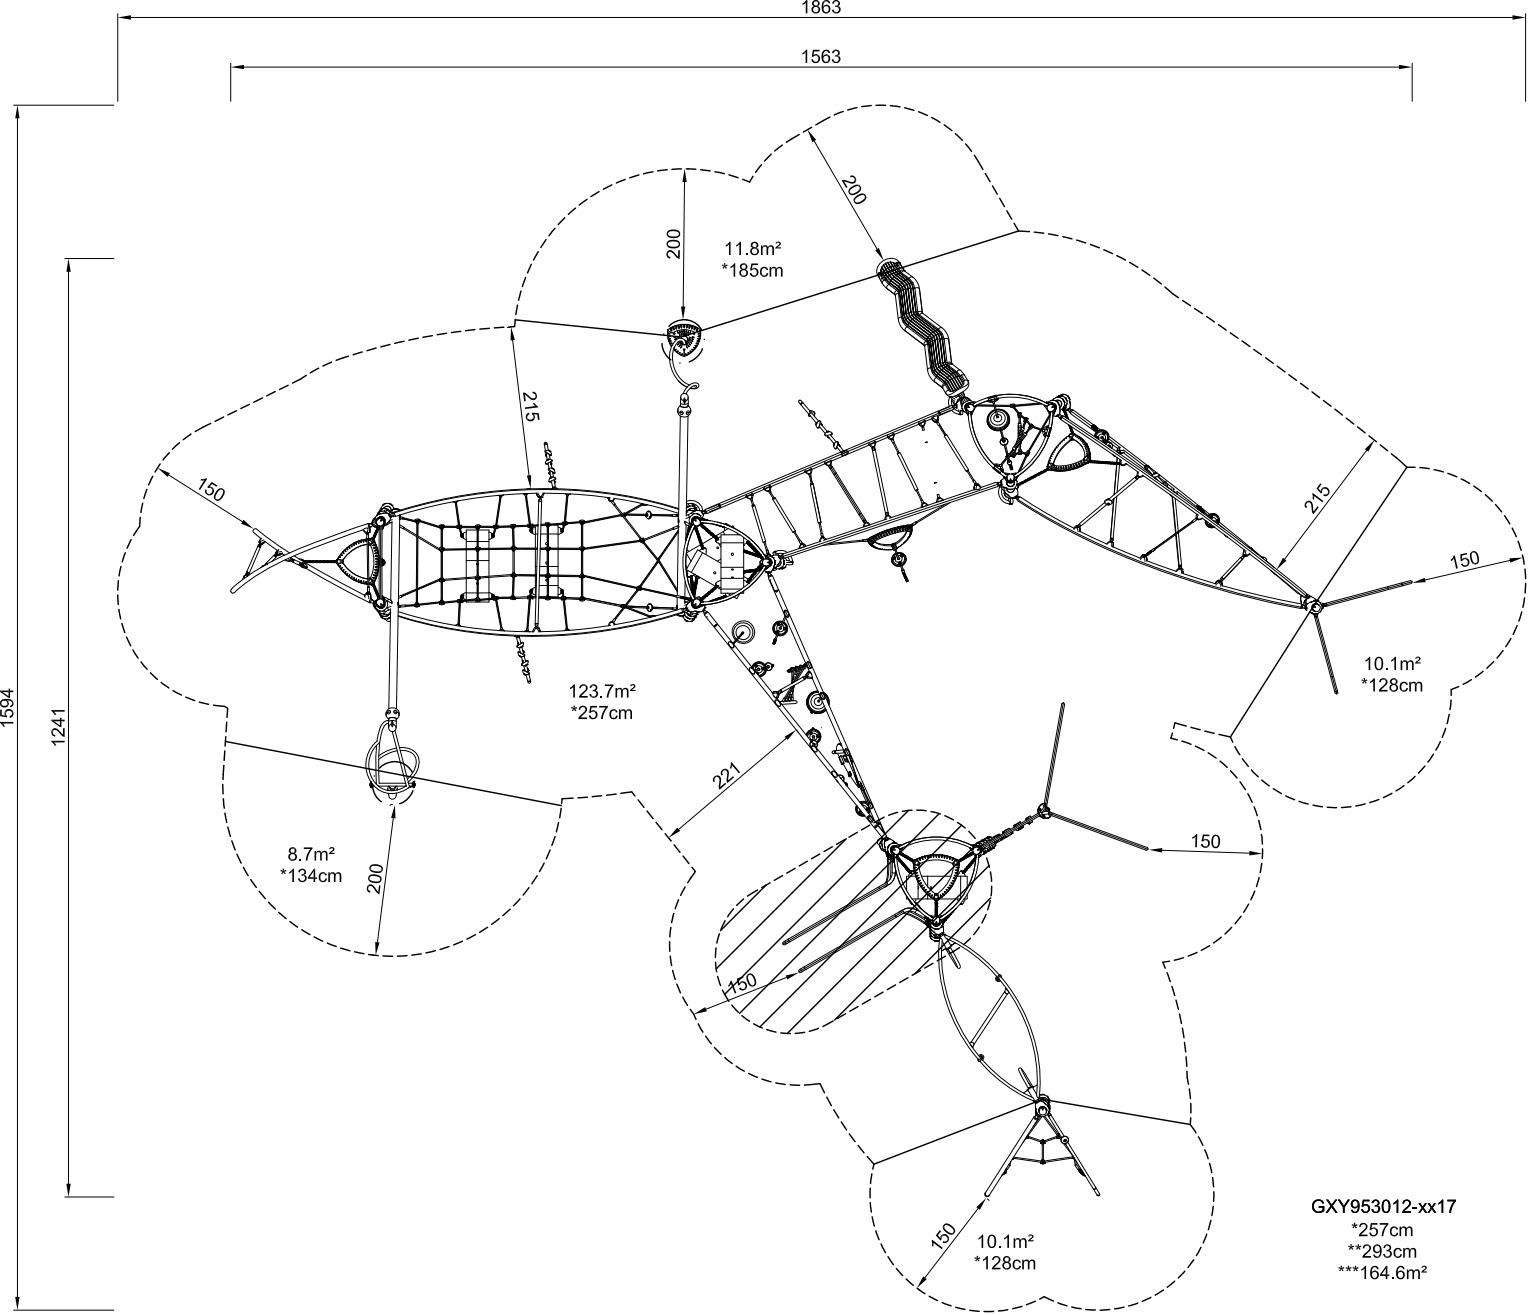 1863
1563
200
200
11.8m²
*185cm
215
150
215
150
10.1m²
*128cm
123.7m²
*257cm
1594
1241
221
150
8.7m²
*134cm
200
150
150
10.1m²
*128cm
GXY953012-xx17
*257cm
**293cm
***164.6m²